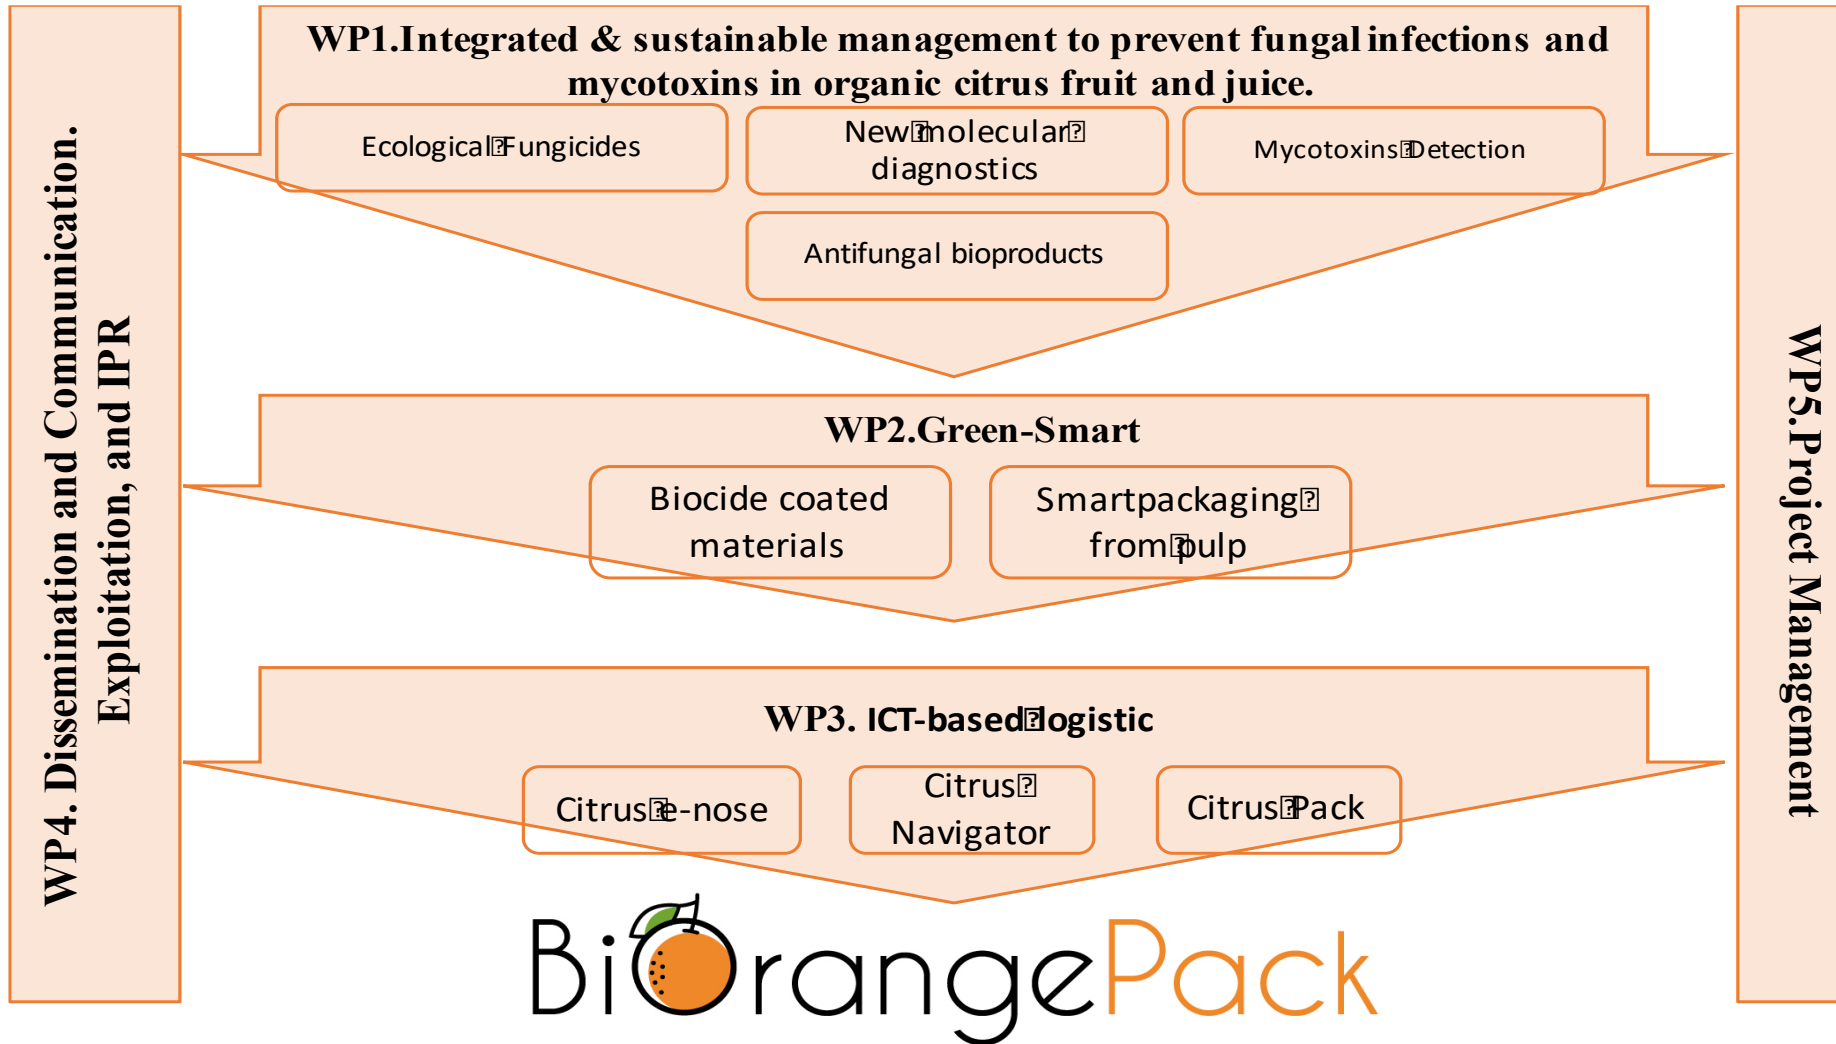 WP1.Integrated & sustainable management to prevent fungal infections and
mycotoxins in organic citrus fruit and juice.
Ecological⍰Fungicides
New⍰molecular⍰
diagnostics
Mycotoxins⍰Detection
Antifungal bioproducts
WP2.Green-Smart
Biocide coated
materials
Smartpackaging⍰
from⍰pulp
WP3. ICT-based⍰logistic
Citrus⍰e-nose
Citrus⍰
Navigator
Citrus⍰Pack
WP4. Dissemination and Communication.
Exploitation, and IPR
WP5.Project Management
BiOrangePack